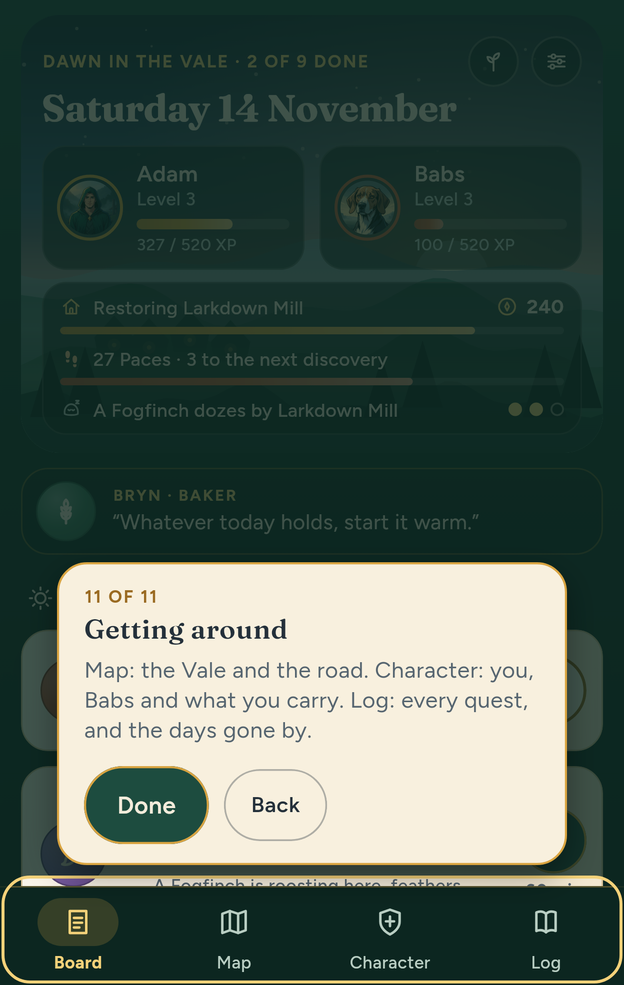 DAWN IN THE VALE · 2 OF 9 DONE
Saturday 14 November
Adam
Level 3
327 / 520 XP
Babs
Level 3
100 / 520 XP
Restoring Larkdown Mill
240
27 Paces · 3 to the next discovery
A Fogfinch dozes by Larkdown Mill
BRYN · BAKER
“Whatever today holds, start it warm.”
11 OF 11
Getting around
Map: the Vale and the road. Character: you,
Babs and what you carry. Log: every quest,
and the days gone by.
Done
Back
A Fogfinch is roosting here, feathers
Board
Map
Character
Log